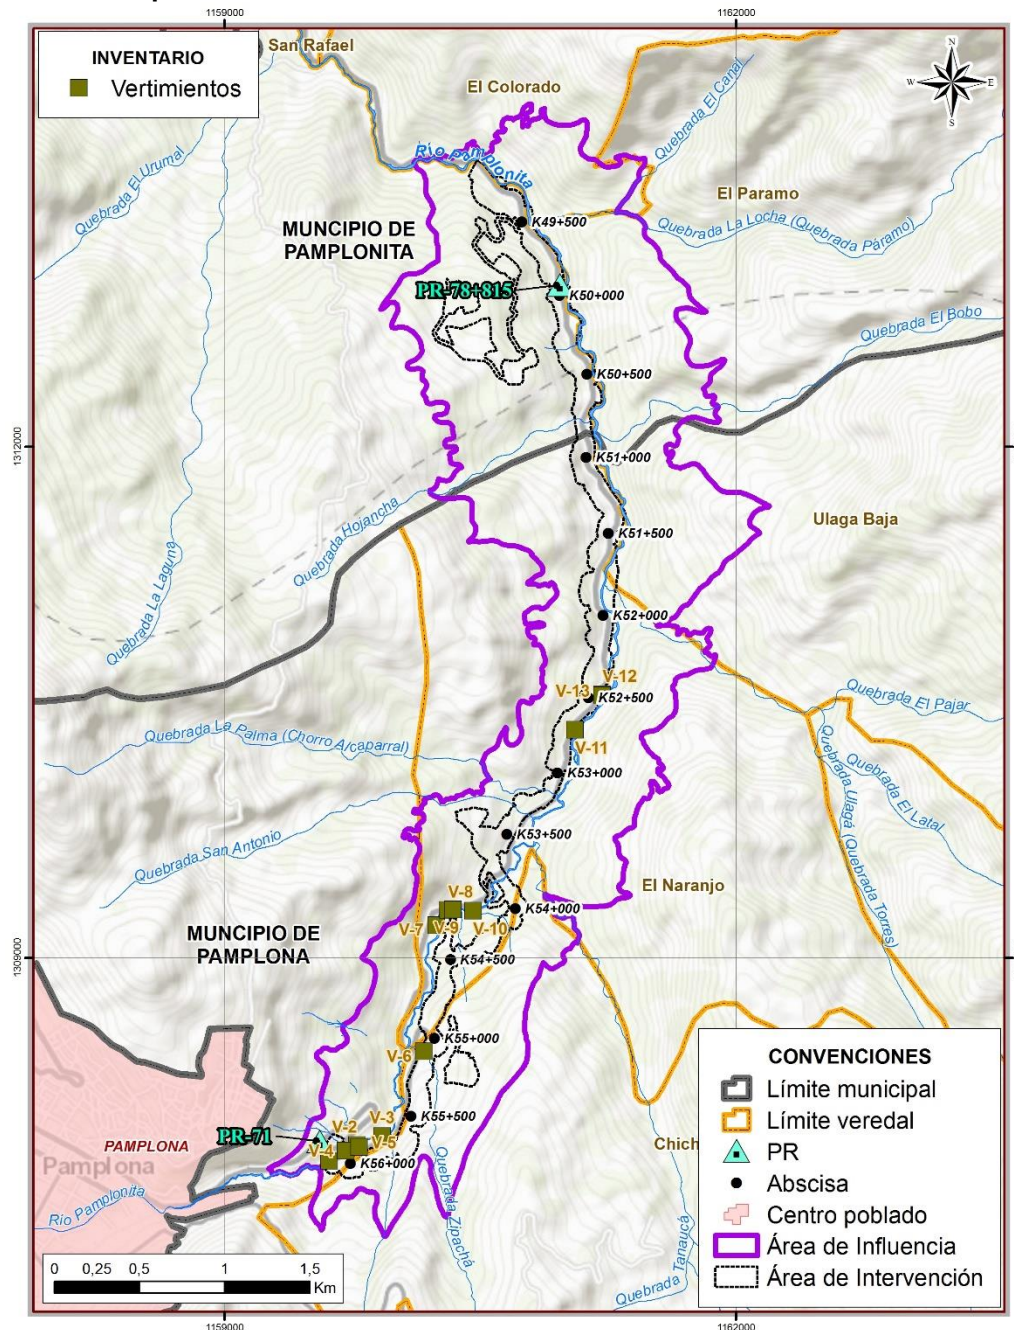 1159000
1162000
INVENTARIO
Vertimientos
San Rafael
El Colorado
N
W
E
S
Quebrada El Canal
Quebrada El Urumal
Río Pamplonita
El Paramo
K49+500
Quebrada La Locha (Quebrada Páramo)
MUNCIPIO DE
PAMPLONITA
PR-78+815
K50+000
Quebrada El Bobo
K50+500
1312000
K51+000
Quebrada Hojancha
K51+500
Ulaga Baja
Quebrada La Laguna
K52+000
V-12
V-13
K52+500
Quebrada El Pajar
V-11
Quebrada La Palma (Chorro A/caparral)
K53+000
Quebrada Ulagá (Quebrada Torres)
Quebrada El Latal
K53+500
Quebrada San Antonio
El Naranjo
V-8
K54+000
V-7
V-9
V-10
MUNCIPIO DE
PAMPLONA
1309000
K54+500
K55+000
V-6
K55+500
V-3
V-2
PR-71
V-5
V-4
K56+000
PAMPLONA
Pamplona
Chich
Río Pamplonita
Quebrada Zipachá
Quebrada Tanaucá
CONVENCIONES
Límite municipal
Límite veredal
PR
Abscisa
Centro poblado
Área de Influencia
Área de Intervención
0 0,25 0,5 1 1,5
Km
1159000
1162000